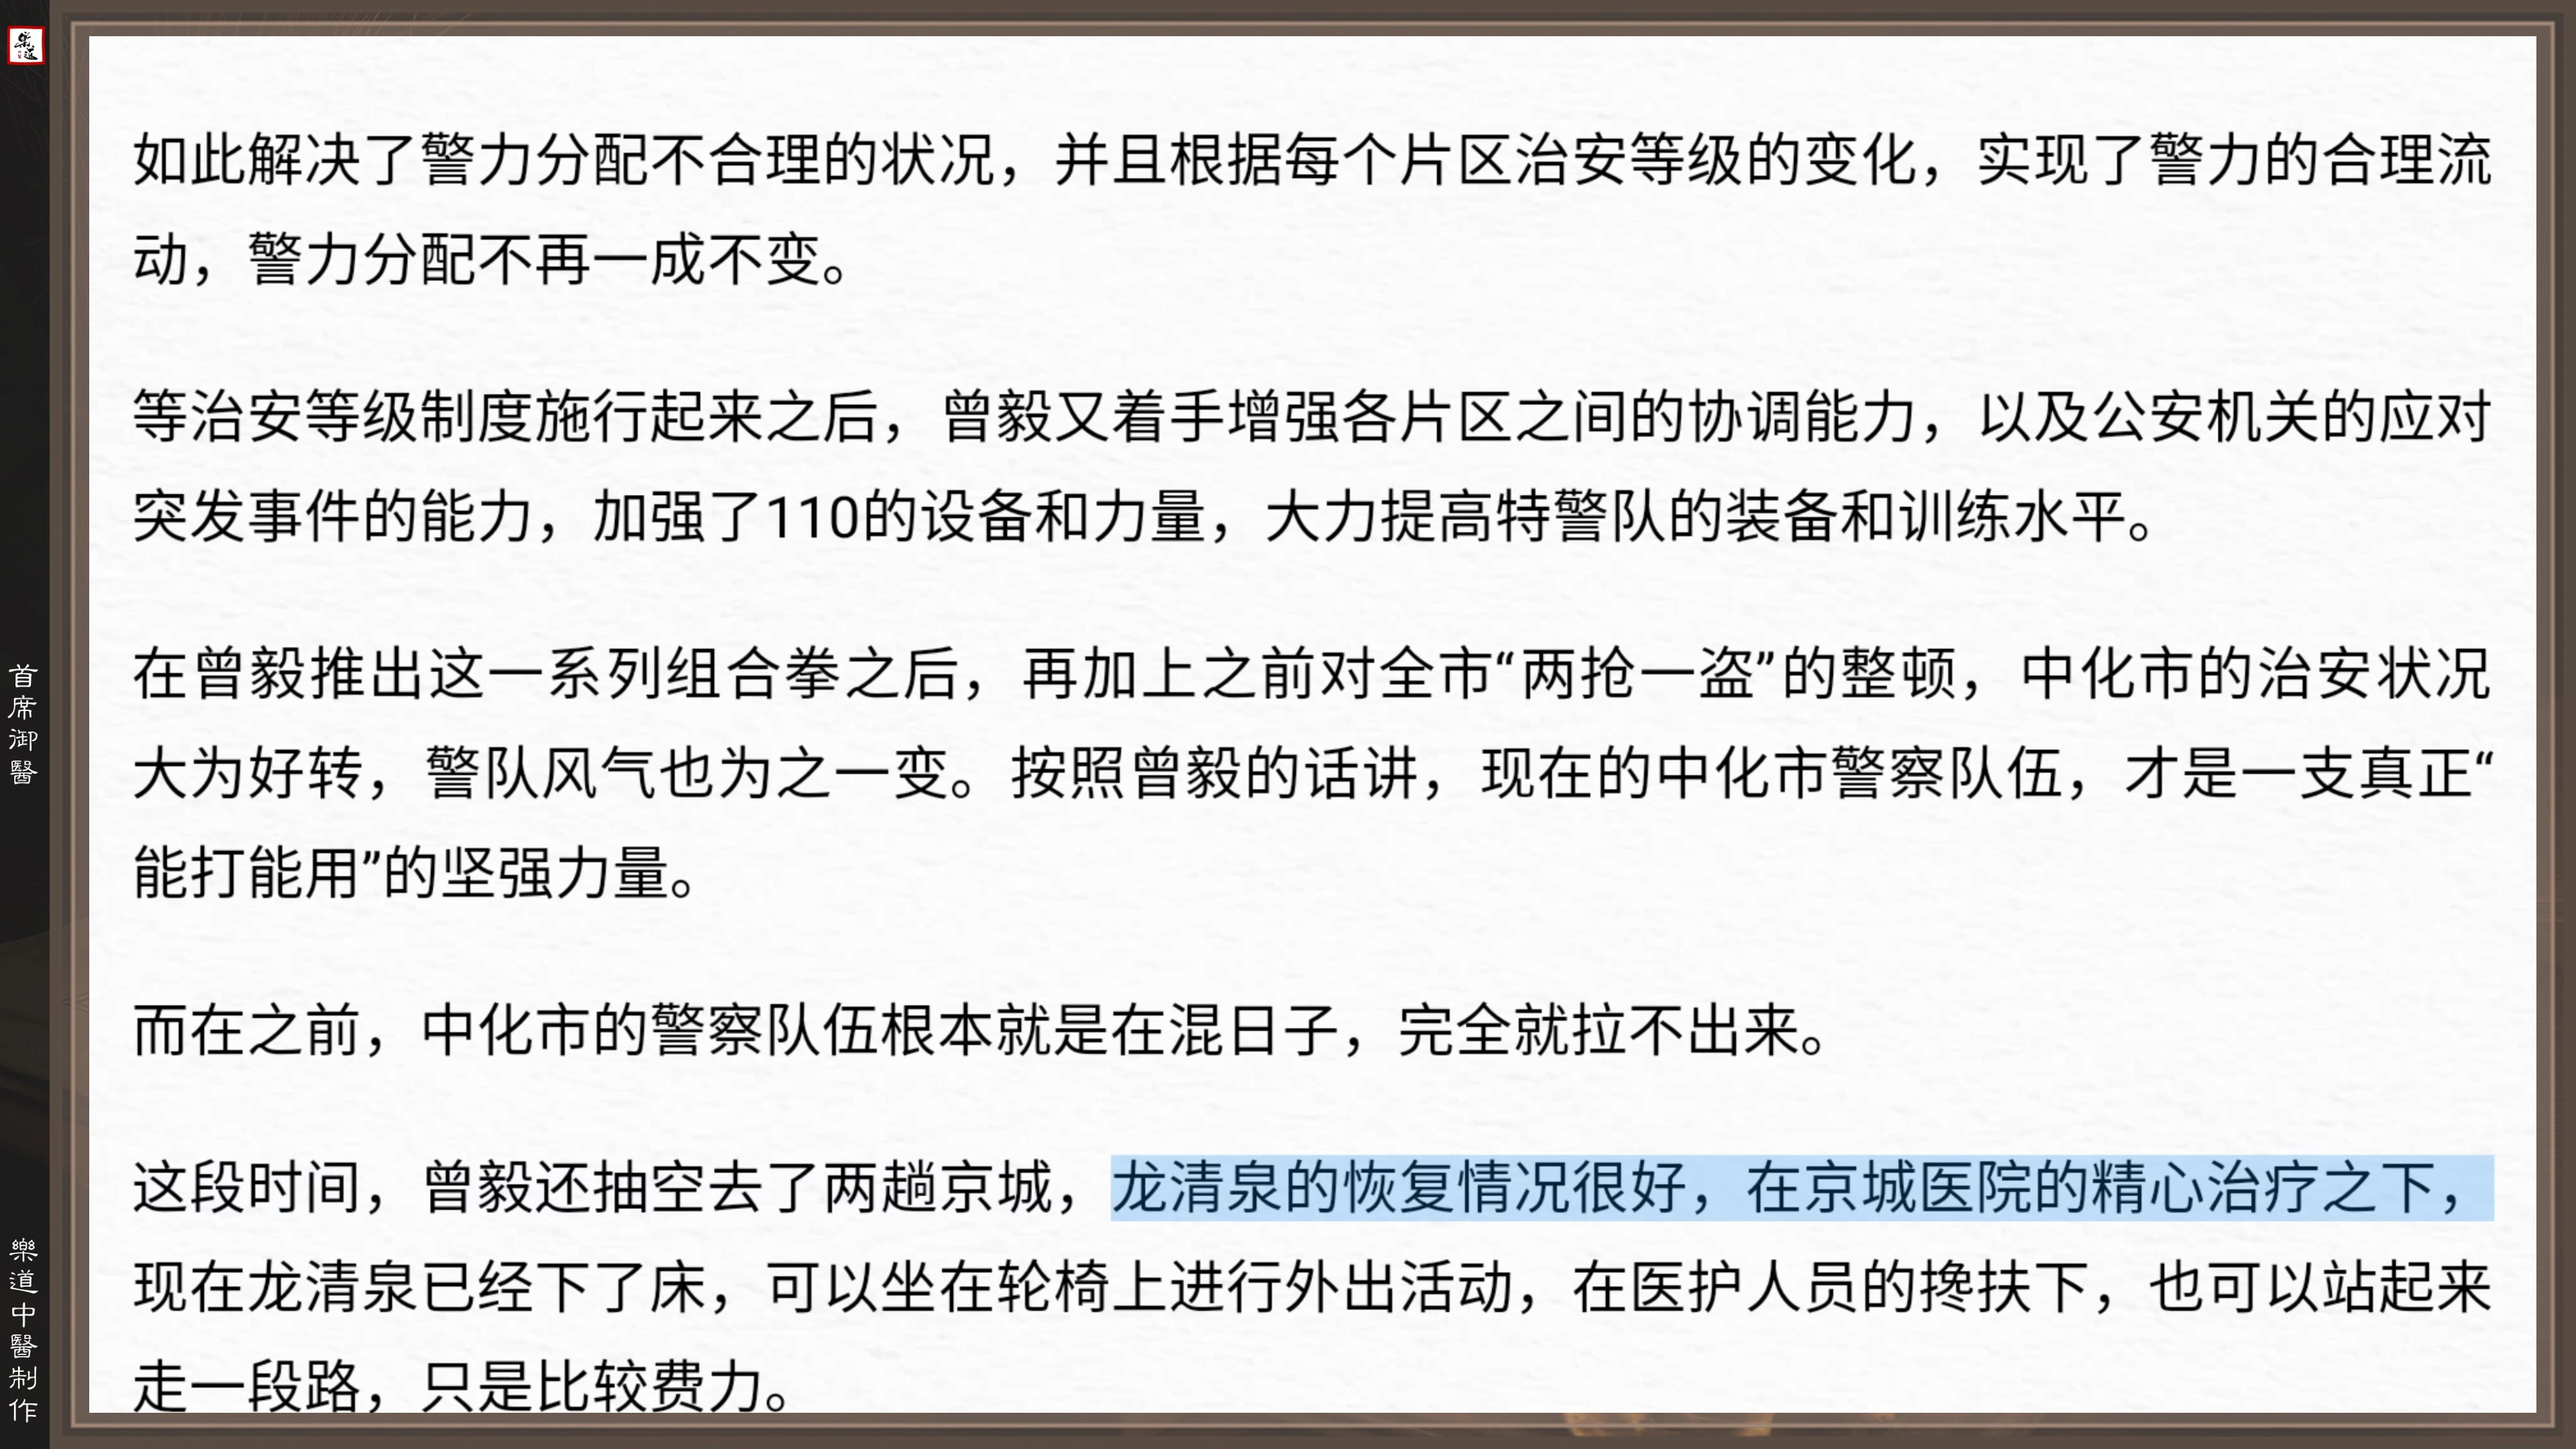 樂道
首席御醫
樂道中醫制作
如此解决了警力分配不合理的状况，并且根据每个片区治安等级的变化，实现了警力的合理流
动，警力分配不再一成不变。
等治安等级制度施行起来之后，曾毅又着手增强各片区之间的协调能力，以及公安机关的应对
突发事件的能力，加强了110的设备和力量，大力提高特警队的装备和训练水平。
在曾毅推出这一系列组合拳之后，再加上之前对全市“两抢一盗”的整顿，中化市的治安状况
大为好转，警队风气也为之一变。按照曾毅的话讲，现在的中化市警察队伍，才是一支真正“
能打能用”的坚强力量。
而在之前，中化市的警察队伍根本就是在混日子，完全就拉不出来。
这段时间，曾毅还抽空去了两趟京城，龙清泉的恢复情况很好，在京城医院的精心治疗之下，
现在龙清泉已经下了床，可以坐在轮椅上进行外出活动，在医护人员的搀扶下，也可以站起来
走一段路，只是比较费力。